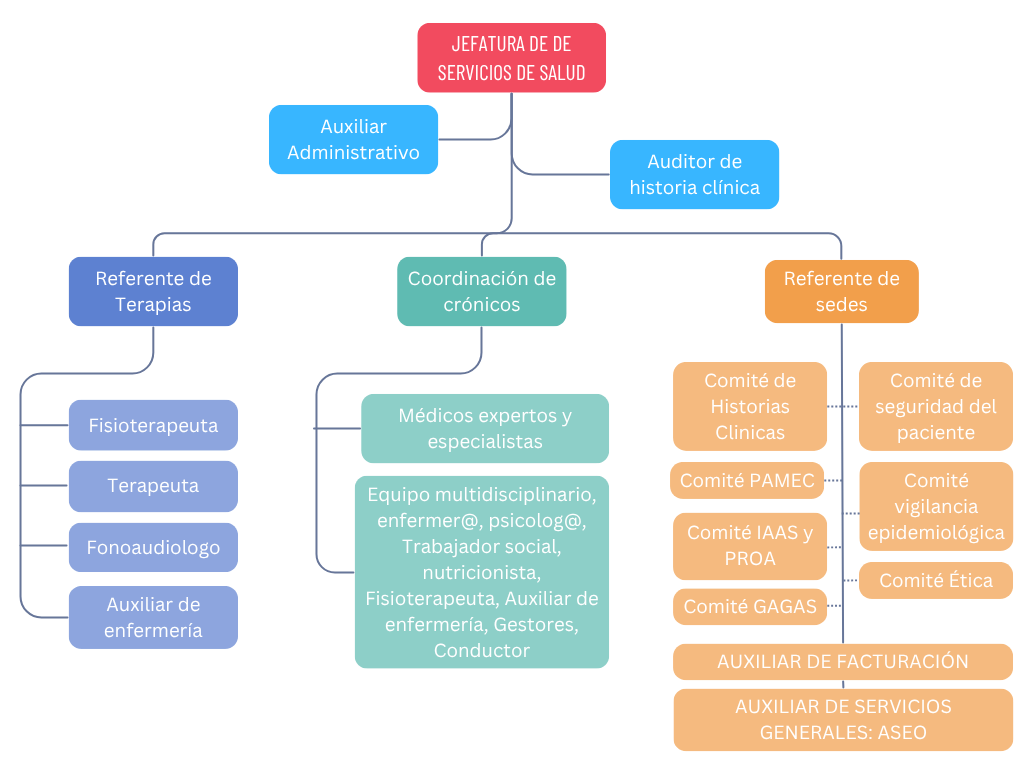 JEFATURA DE DE
SERVICIOS DE SALUD
Auxiliar
Administrativo
Auditor de
historia clínica
Referente de
Terapias
Coordinación de
crónicos
Referente de
sedes
Fisioterapeuta
Terapeuta
Fonoaudiologo
Auxiliar de
enfermería
Médicos expertos y
especialistas
Equipo multidisciplinario,
enfermer@, psicolog@,
Trabajador social,
nutricionista,
Fisioterapeuta, Auxiliar de
enfermería, Gestores,
Conductor
Comité de
Historias
Clinicas
Comité de
seguridad del
paciente
Comité PAMEC
Comité
vigilancia
epidemiológica
Comité IAAS y
PROA
Comité Ética
Comité GAGAS
AUXILIAR DE FACTURACIÓN
AUXILIAR DE SERVICIOS
GENERALES: ASEO